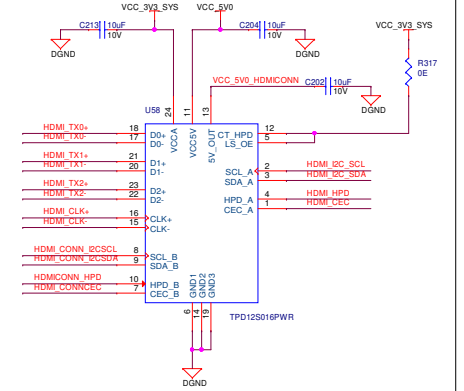 VCC_3V3_SYS
VCC_5V0
C213 10uF
10V
C204 10uF
10V
VCC_3V3_SYS
DGND
DGND
R317
0E
VCC_5V0_HDMICONN
C202 10uF
10V
DGND
U58
24
11
13
VCCA
VCC5V
5V_OUT
HDMI_TX0+ 18 D0+
HDMI_TX0- 17 D0-
CT_HPD 12
LS_OE 5
HDMI_TX1+ 21 D1+
HDMI_TX1- 20 D1-
SCL_A 2 HDMI_I2C_SCL
SDA_A 3 HDMI_I2C_SDA
HDMI_TX2+ 23 D2+
HDMI_TX2- 22 D2-
HPD_A 4 HDMI_HPD
CEC_A 1 HDMI_CEC
HDMI_CLK+ 16 CLK+
HDMI_CLK- 15 CLK-
HDMI_CONN_I2CSCL 8 SCL_B
HDMI_CONN_I2CSDA 9 SDA_B
HDMICONN_HPD 10 HPD_B
HDMI_CONNCEC 7 CEC_B
GND1
GND2
GND3
6
14
19
TPD12S016PWR
DGND